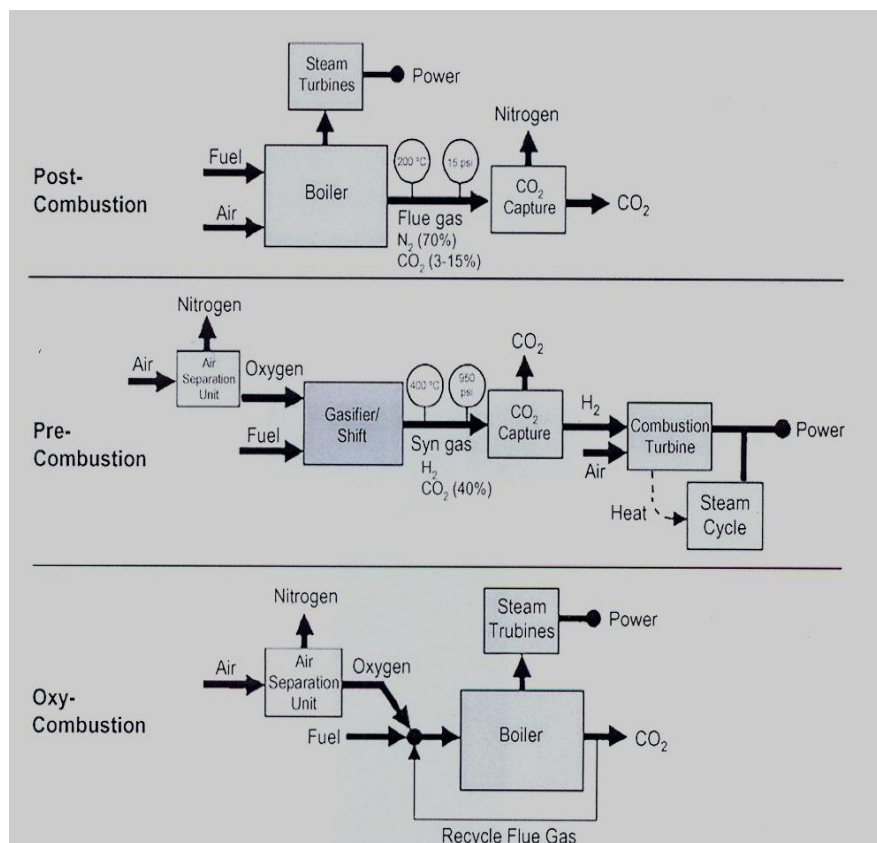 Steam
Turbines
Power
Nitrogen
Fuel
200 °C
15 psi
Post-
Combustion
Boiler
CO₂
Capture
CO₂
Air
Flue gas
N₂ (70%)
CO₂ (3-15%)
Nitrogen
CO₂
Air
Air
Separation
Unit
Oxygen
400 °C
950
psi
H₂
Pre-
Combustion
Gasifier/
Shift
CO₂
Capture
Combustion
Turbine
Power
Fuel
Syn gas
H₂
CO₂ (40%)
Air
Heat
Steam
Cycle
Nitrogen
Steam
Trubines
Power
Air
Air
Separation
Unit
Oxygen
Oxy-
Combustion
Fuel
Boiler
CO₂
Recycle Flue Gas